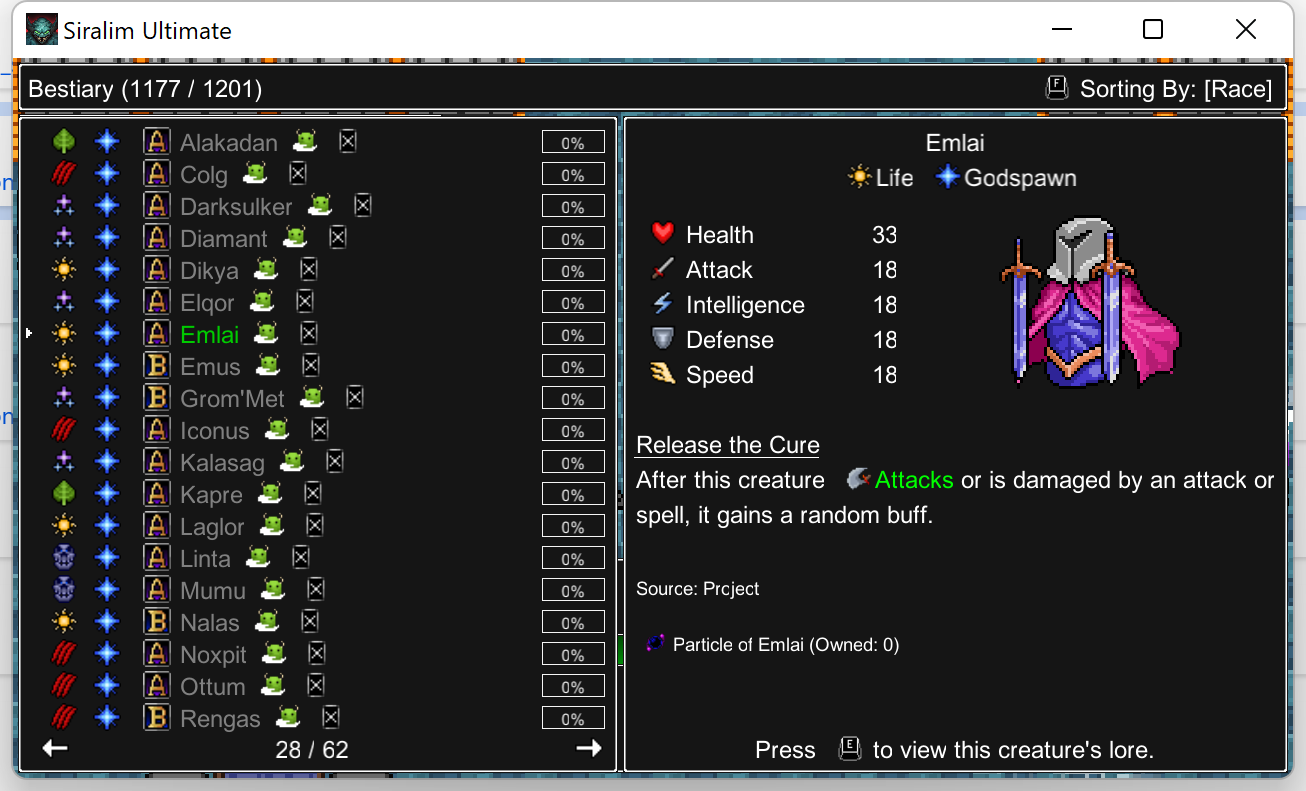 Siralim Ultimate
Bestiary (1177 / 1201)
F Sorting By: [Race]
A Alakadan 0%
A Colg 0%
A Darksulker 0%
A Diamant 0%
A Dikya 0%
A Elqor 0%
A Emlai 0%
B Emus 0%
B Grom'Met 0%
A Iconus 0%
A Kalasag 0%
A Kapre 0%
A Laglor 0%
A Linta 0%
A Mumu 0%
B Nalas 0%
A Noxpit 0%
A Ottum 0%
B Rengas 0%
28 / 62
Emlai
Life Godspawn
Health 33
Attack 18
Intelligence 18
Defense 18
Speed 18
Release the Cure
After this creature Attacks or is damaged by an attack or
spell, it gains a random buff.
Source: Project
Particle of Emlai (Owned: 0)
Press E to view this creature's lore.